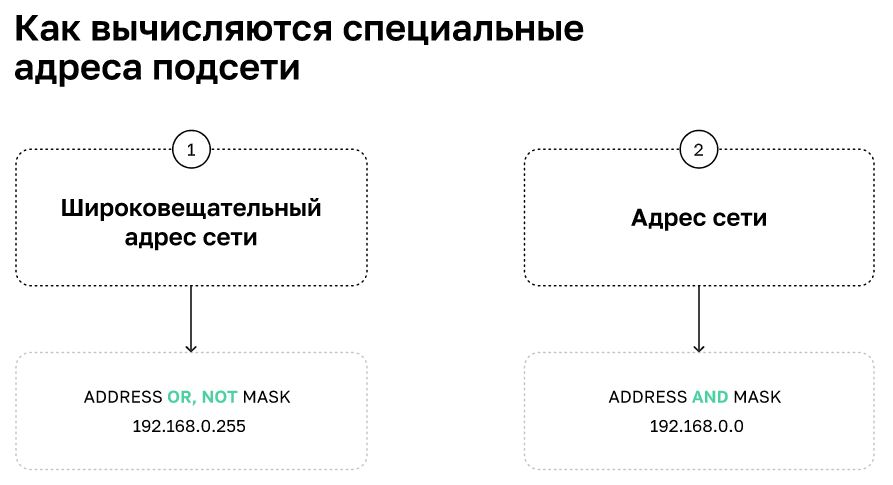 Как вычисляются специальные
адреса подсети
1
Широковещательный
адрес сети
ADDRESS OR, NOT MASK
192.168.0.255
2
Адрес сети
ADDRESS AND MASK
192.168.0.0